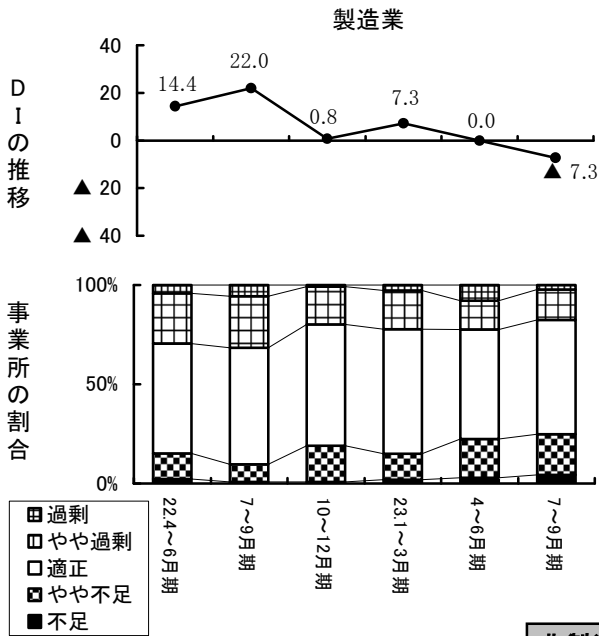 製造業
DIの推移
40
20
0
▲ 20
▲ 40
14.4
22.0
0.8
7.3
0.0
▲ 7.3
事業所の割合
100%
50%
0%
22.4~6月期
7~9月期
10~12月期
23.1~3月期
4~6月期
7~9月期
過剰
やや過剰
適正
やや不足
不足